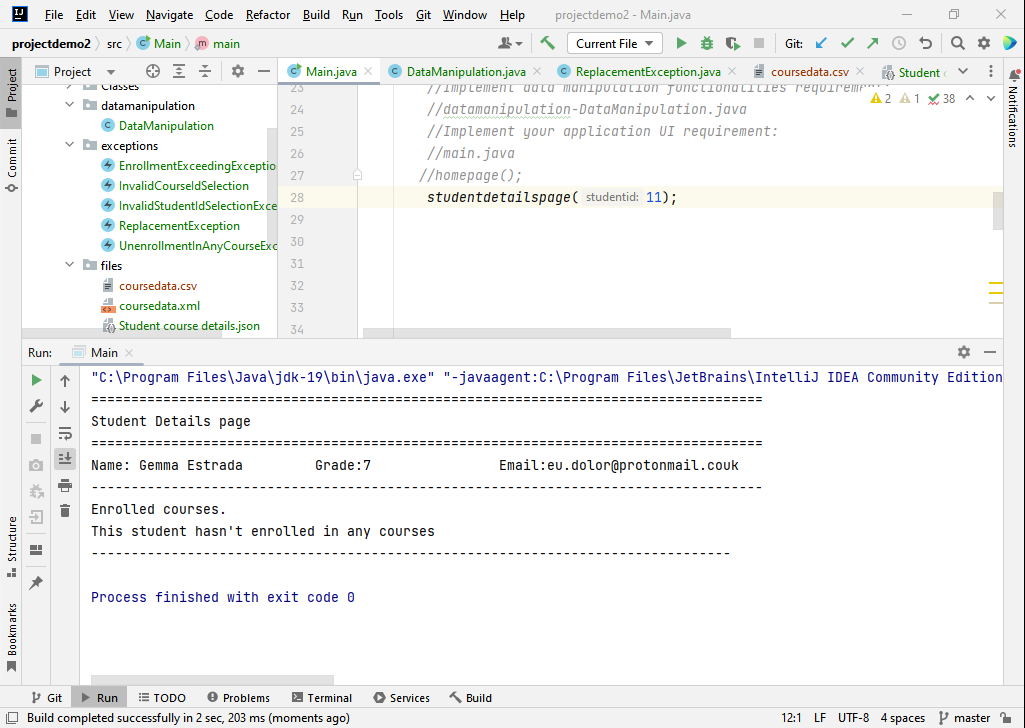 File Edit View Navigate Code Refactor Build Run Tools Git Window Help projectdemo2 - Main.java
projectdemo2 src Main main Current File Git:
Project Main.java DataManipulation.java ReplacementException.java coursedata.csv Student
Project
Commit
Structure
Bookmarks
Notifications
Classes
datamanipulation
DataManipulation
exceptions
EnrollmentExceedingExceptio
InvalidCourseIdSelection
InvalidStudentIdSelectionExce
ReplacementException
UnenrollmentInAnyCourseExc
files
coursedata.csv
coursedata.xml
Student course details.json
2 1 38
23 //Implement data manipulation functionalities requirement:
24 //datamanipulation-DataManipulation.java
25 //Implement your application UI requirement:
26 //main.java
27 //homepage();
28 studentdetailspage( studentid: 11);
29
30
31
32
33
34
Run: Main
"C:\Program Files\Java\jdk-19\bin\java.exe" "-javaagent:C:\Program Files\JetBrains\IntelliJ IDEA Community Edition
====================================================================================
Student Details page
====================================================================================
Name: Gemma Estrada Grade:7 Email:eu.dolor@protonmail.couk
------------------------------------------------------------------------------------
Enrolled courses.
This student hasn't enrolled in any courses
--------------------------------------------------------------------------------
Process finished with exit code 0
Git Run TODO Problems Terminal Services Build
Build completed successfully in 2 sec, 203 ms (moments ago) 12:1 LF UTF-8 4 spaces master